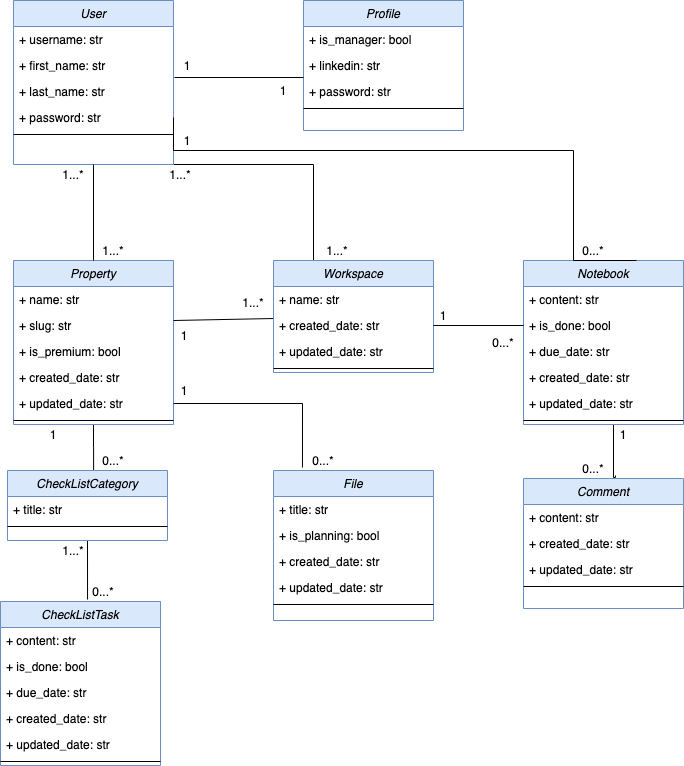 User
+ username: str
+ first_name: str
+ last_name: str
+ password: str
Profile
+ is_manager: bool
+ linkedin: str
+ password: str
1
1
1
1...*
1...*
1...*
1...*
0...*
Property
+ name: str
+ slug: str
+ is_premium: bool
+ created_date: str
+ updated_date: str
1...*
1
Workspace
+ name: str
+ created_date: str
+ updated_date: str
1
0...*
Notebook
+ content: str
+ is_done: bool
+ due_date: str
+ created_date: str
+ updated_date: str
1
1
0...*
0...*
1
0...*
CheckListCategory
+ title: str
File
+ title: str
+ is_planning: bool
+ created_date: str
+ updated_date: str
Comment
+ content: str
+ created_date: str
+ updated_date: str
1...*
0...*
CheckListTask
+ content: str
+ is_done: bool
+ due_date: str
+ created_date: str
+ updated_date: str